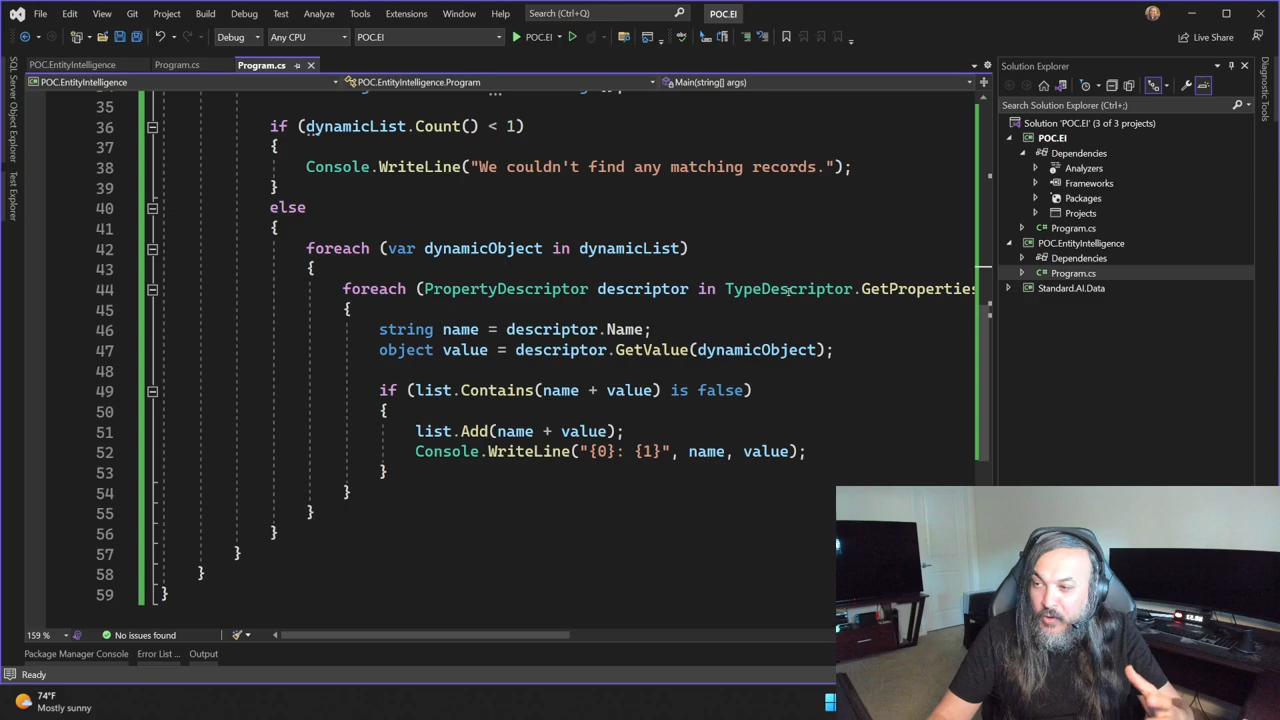 File Edit View Git Project Build Debug Test Analyze Tools Extensions Window Help Search (Ctrl+Q) POC.EI
Debug Any CPU POC.EI POC.EI Live Share
POC.EntityIntelligence Program.cs Program.cs
POC.EntityIntelligence POC.EntityIntelligence.Program Main(string[] args)
35
36 if (dynamicList.Count() < 1)
37 {
38 Console.WriteLine("We couldn't find any matching records.");
39 }
40 else
41 {
42 foreach (var dynamicObject in dynamicList)
43 {
44 foreach (PropertyDescriptor descriptor in TypeDescriptor.GetProperties
45 {
46 string name = descriptor.Name;
47 object value = descriptor.GetValue(dynamicObject);
48
49 if (list.Contains(name + value) is false)
50 {
51 list.Add(name + value);
52 Console.WriteLine("{0}: {1}", name, value);
53 }
54 }
55 }
56 }
57 }
58 }
59 }
159 % No issues found
Package Manager Console Error List ... Output
Ready
74°F
Mostly sunny
SQL Server Object Explorer
Test Explorer
Solution Explorer
Search Solution Explorer (Ctrl+;)
Solution 'POC.EI' (3 of 3 projects)
POC.EI
Dependencies
Analyzers
Frameworks
Packages
Projects
Program.cs
POC.EntityIntelligence
Dependencies
Program.cs
Standard.AI.Data
Diagnostic Tools